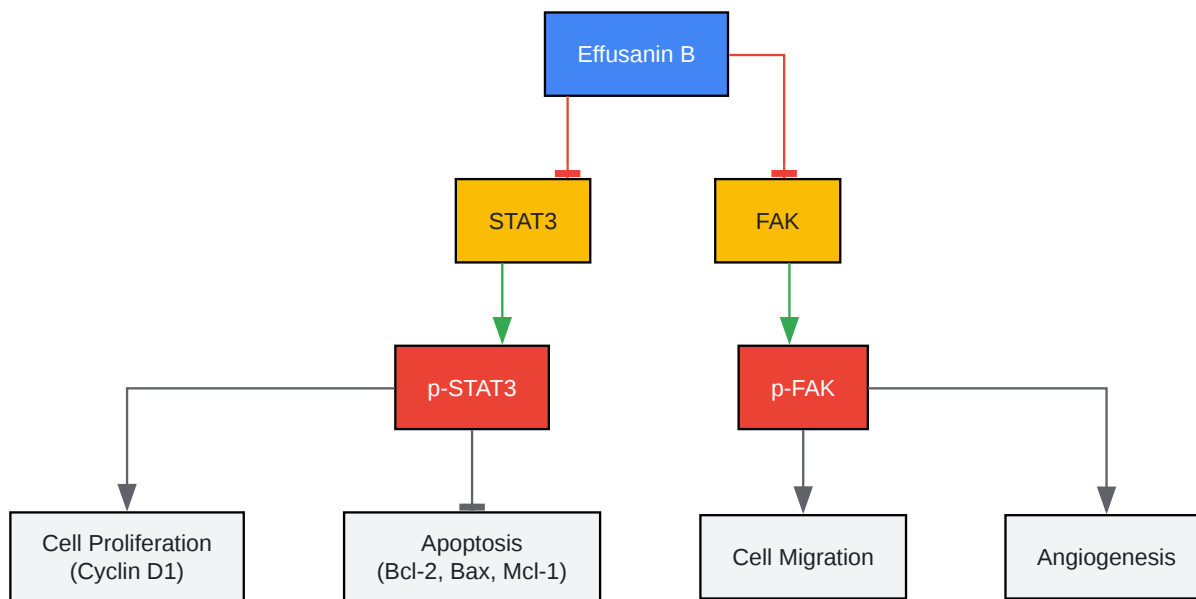 Effusanin B
STAT3
FAK
p-STAT3
p-FAK
Cell Proliferation
(Cyclin D1)
Apoptosis
(Bcl-2, Bax, Mcl-1)
Cell Migration
Angiogenesis